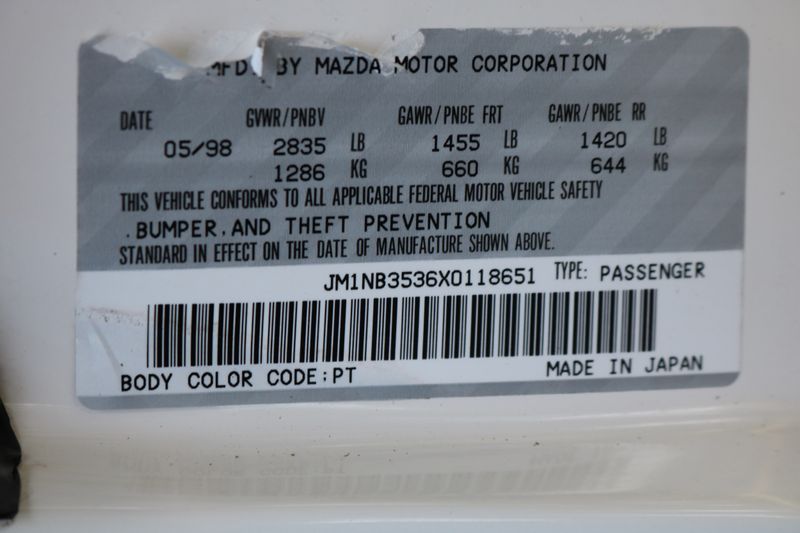 MFD. BY MAZDA MOTOR CORPORATION
DATE GVWR/PNBV GAWR/PNBE FRT GAWR/PNBE RR
05/98 2835 LB 1455 LB 1420 LB
1286 KG 660 KG 644 KG
THIS VEHICLE CONFORMS TO ALL APPLICABLE FEDERAL MOTOR VEHICLE SAFETY
.BUMPER.AND THEFT PREVENTION
STANDARD IN EFFECT ON THE DATE OF MANUFACTURE SHOWN ABOVE.
JM1NB3536X0118651 TYPE: PASSENGER
BODY COLOR CODE:PT MADE IN JAPAN